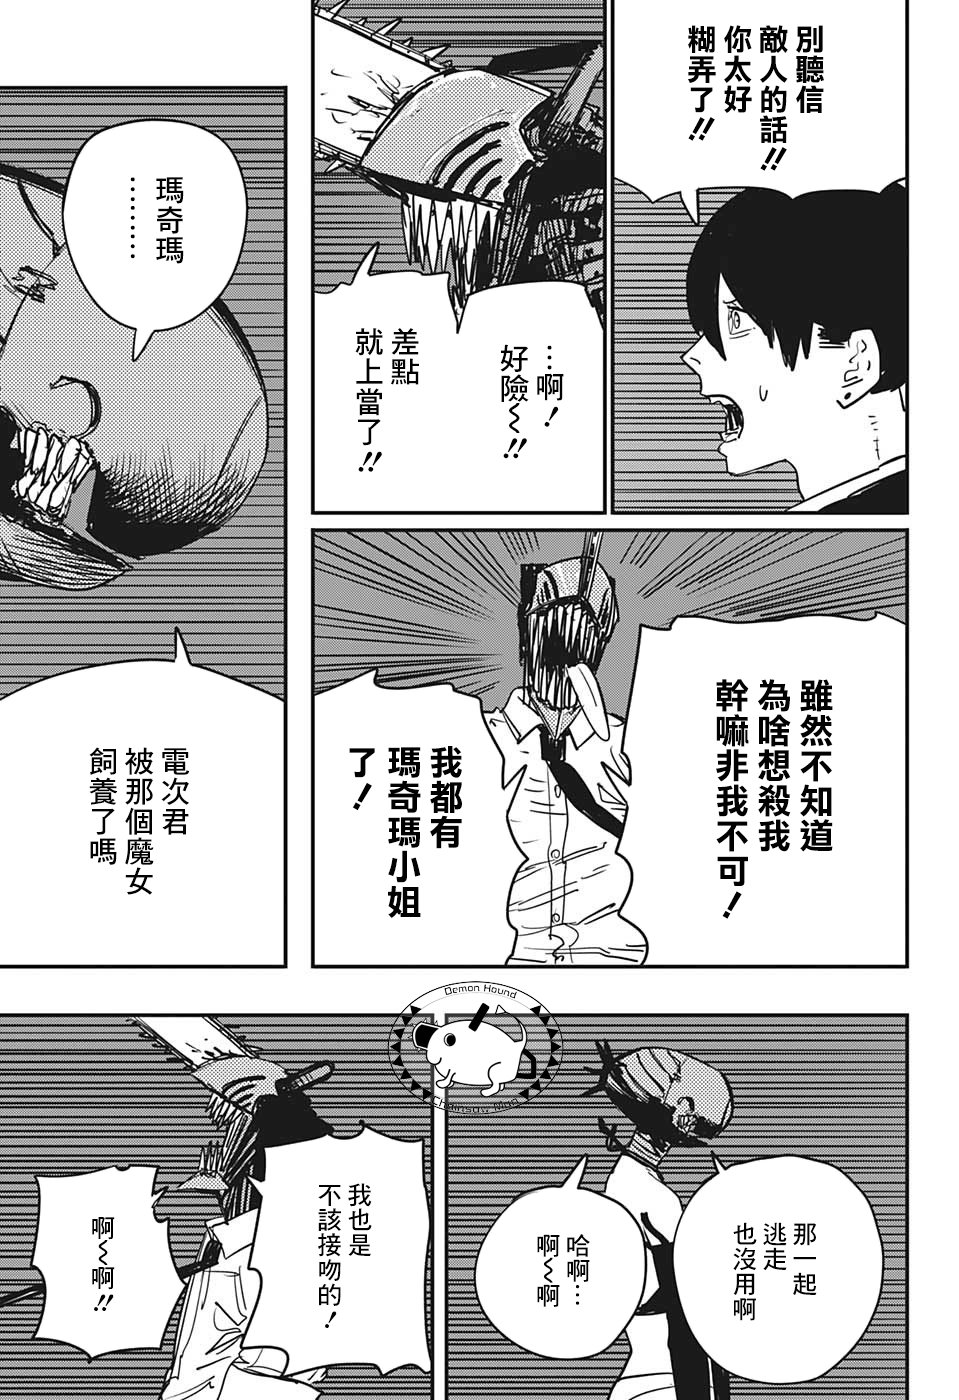 別聽信
敵人的話!!
你太好
糊弄了!!
…啊!
好險~!!
差點
就上當了!!
瑪奇瑪
………
雖然不知道
為啥想殺我
幹嘛非我不可!
我都有
瑪奇瑪小姐
了!
電次君
被那個魔女
飼養了嗎
Demon Hound
Chainsaw Man
那一起
逃走
也沒用啊
哈啊…
啊~啊
我也是
不該接吻的!
啊~啊!!